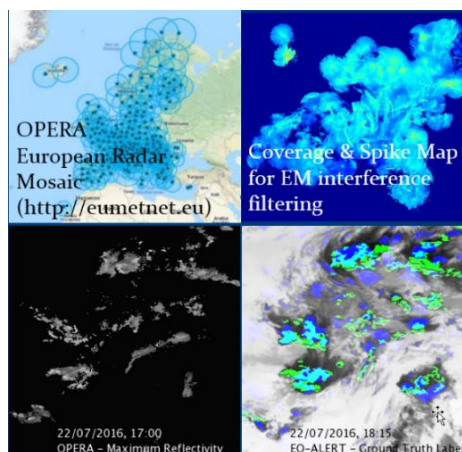 OPERA
European Radar
Mosaic
(http://eumetnet.eu)
Coverage & Spike Map
for EM interference
filtering
22/07/2016, 17:00
OPERA - Maximum Reflectivity
22/07/2016, 18:15
EO-ALERT - Ground Truth Label